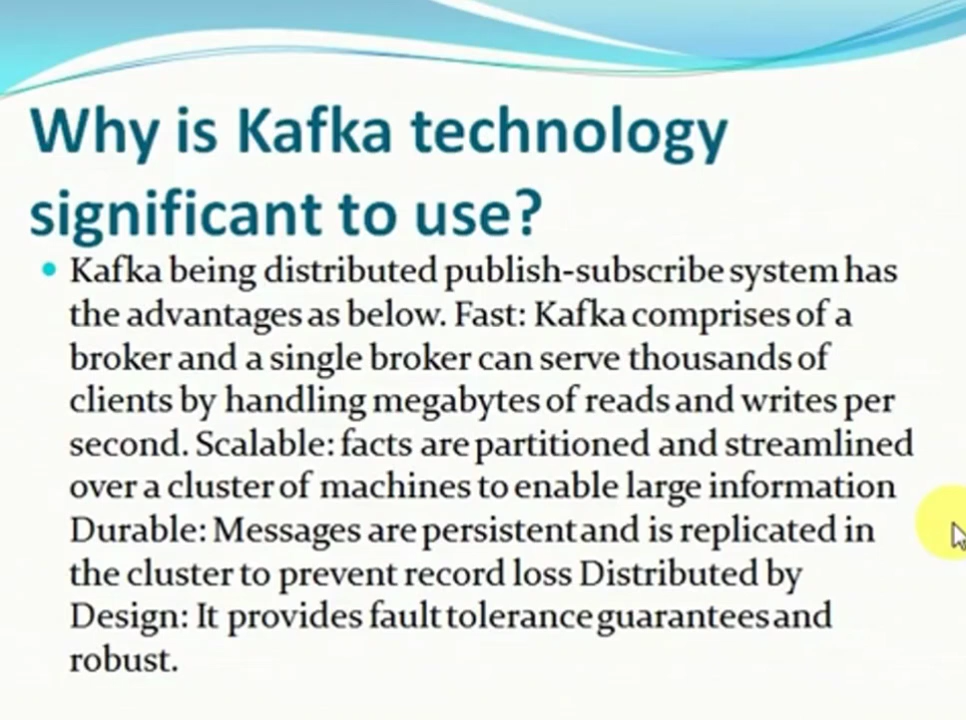 Why is Kafka technology
significant to use?
• Kafka being distributed publish-subscribe system has
the advantages as below. Fast: Kafka comprises of a
broker and a single broker can serve thousands of
clients by handling megabytes of reads and writes per
second. Scalable: facts are partitioned and streamlined
over a cluster of machines to enable large information
Durable: Messages are persistent and is replicated in
the cluster to prevent record loss Distributed by
Design: It provides fault tolerance guarantees and
robust.